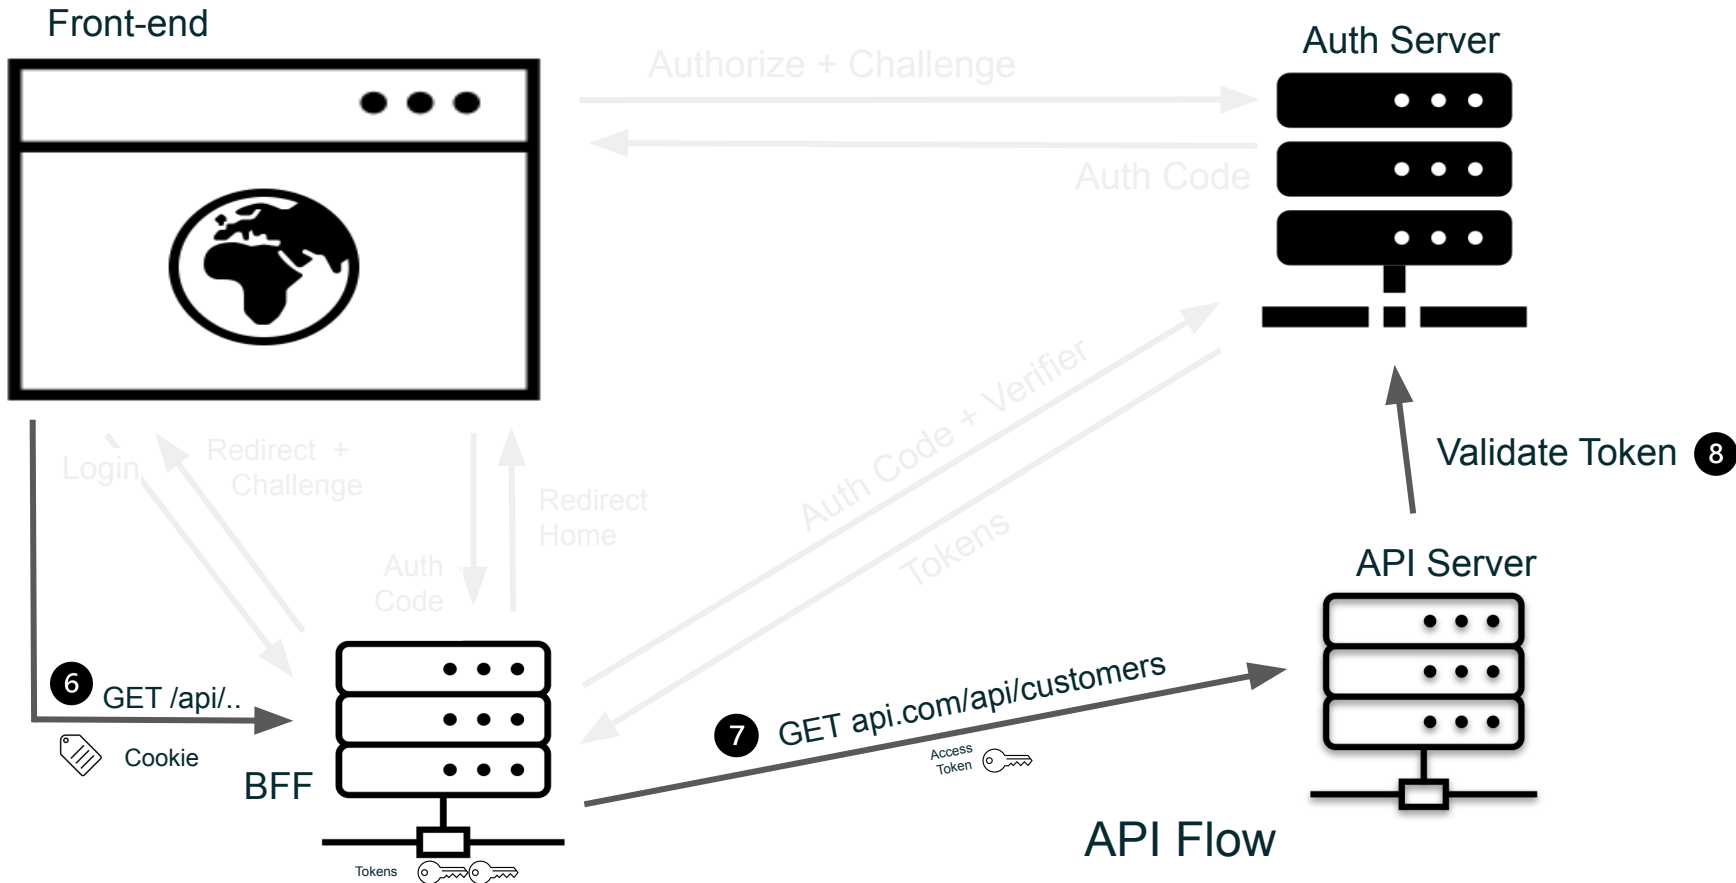 Front-end
Auth Server
Authorize + Challenge
Auth Code
Login
Redirect +
Challenge
Redirect
Home
Auth
Code
Auth Code + Verifier
Tokens
Validate Token 8
API Server
6 GET /api/..
Cookie
BFF
7 GET api.com/api/customers
Access
Token
Tokens
API Flow